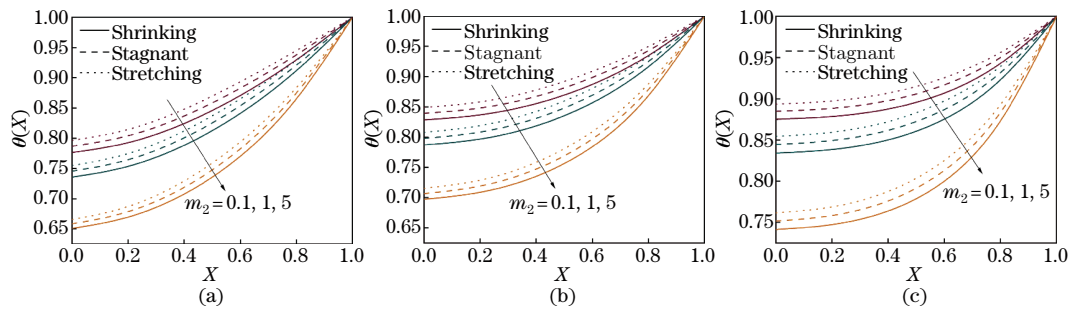 1.00
0.95
0.90
0.85
0.80
0.75
0.70
0.65
θ(X)
Shrinking
Stagnant
Stretching
m₂=0.1, 1, 5
0.0 0.2 0.4 0.6 0.8 1.0
X
(a)
1.00
0.95
0.90
0.85
0.80
0.75
0.70
0.65
θ(X)
Shrinking
Stagnant
Stretching
m₂=0.1, 1, 5
0.0 0.2 0.4 0.6 0.8 1.0
X
(b)
1.00
0.95
0.90
0.85
0.80
0.75
θ(X)
Shrinking
Stagnant
Stretching
m₂=0.1, 1, 5
0.0 0.2 0.4 0.6 0.8 1.0
X
(c)